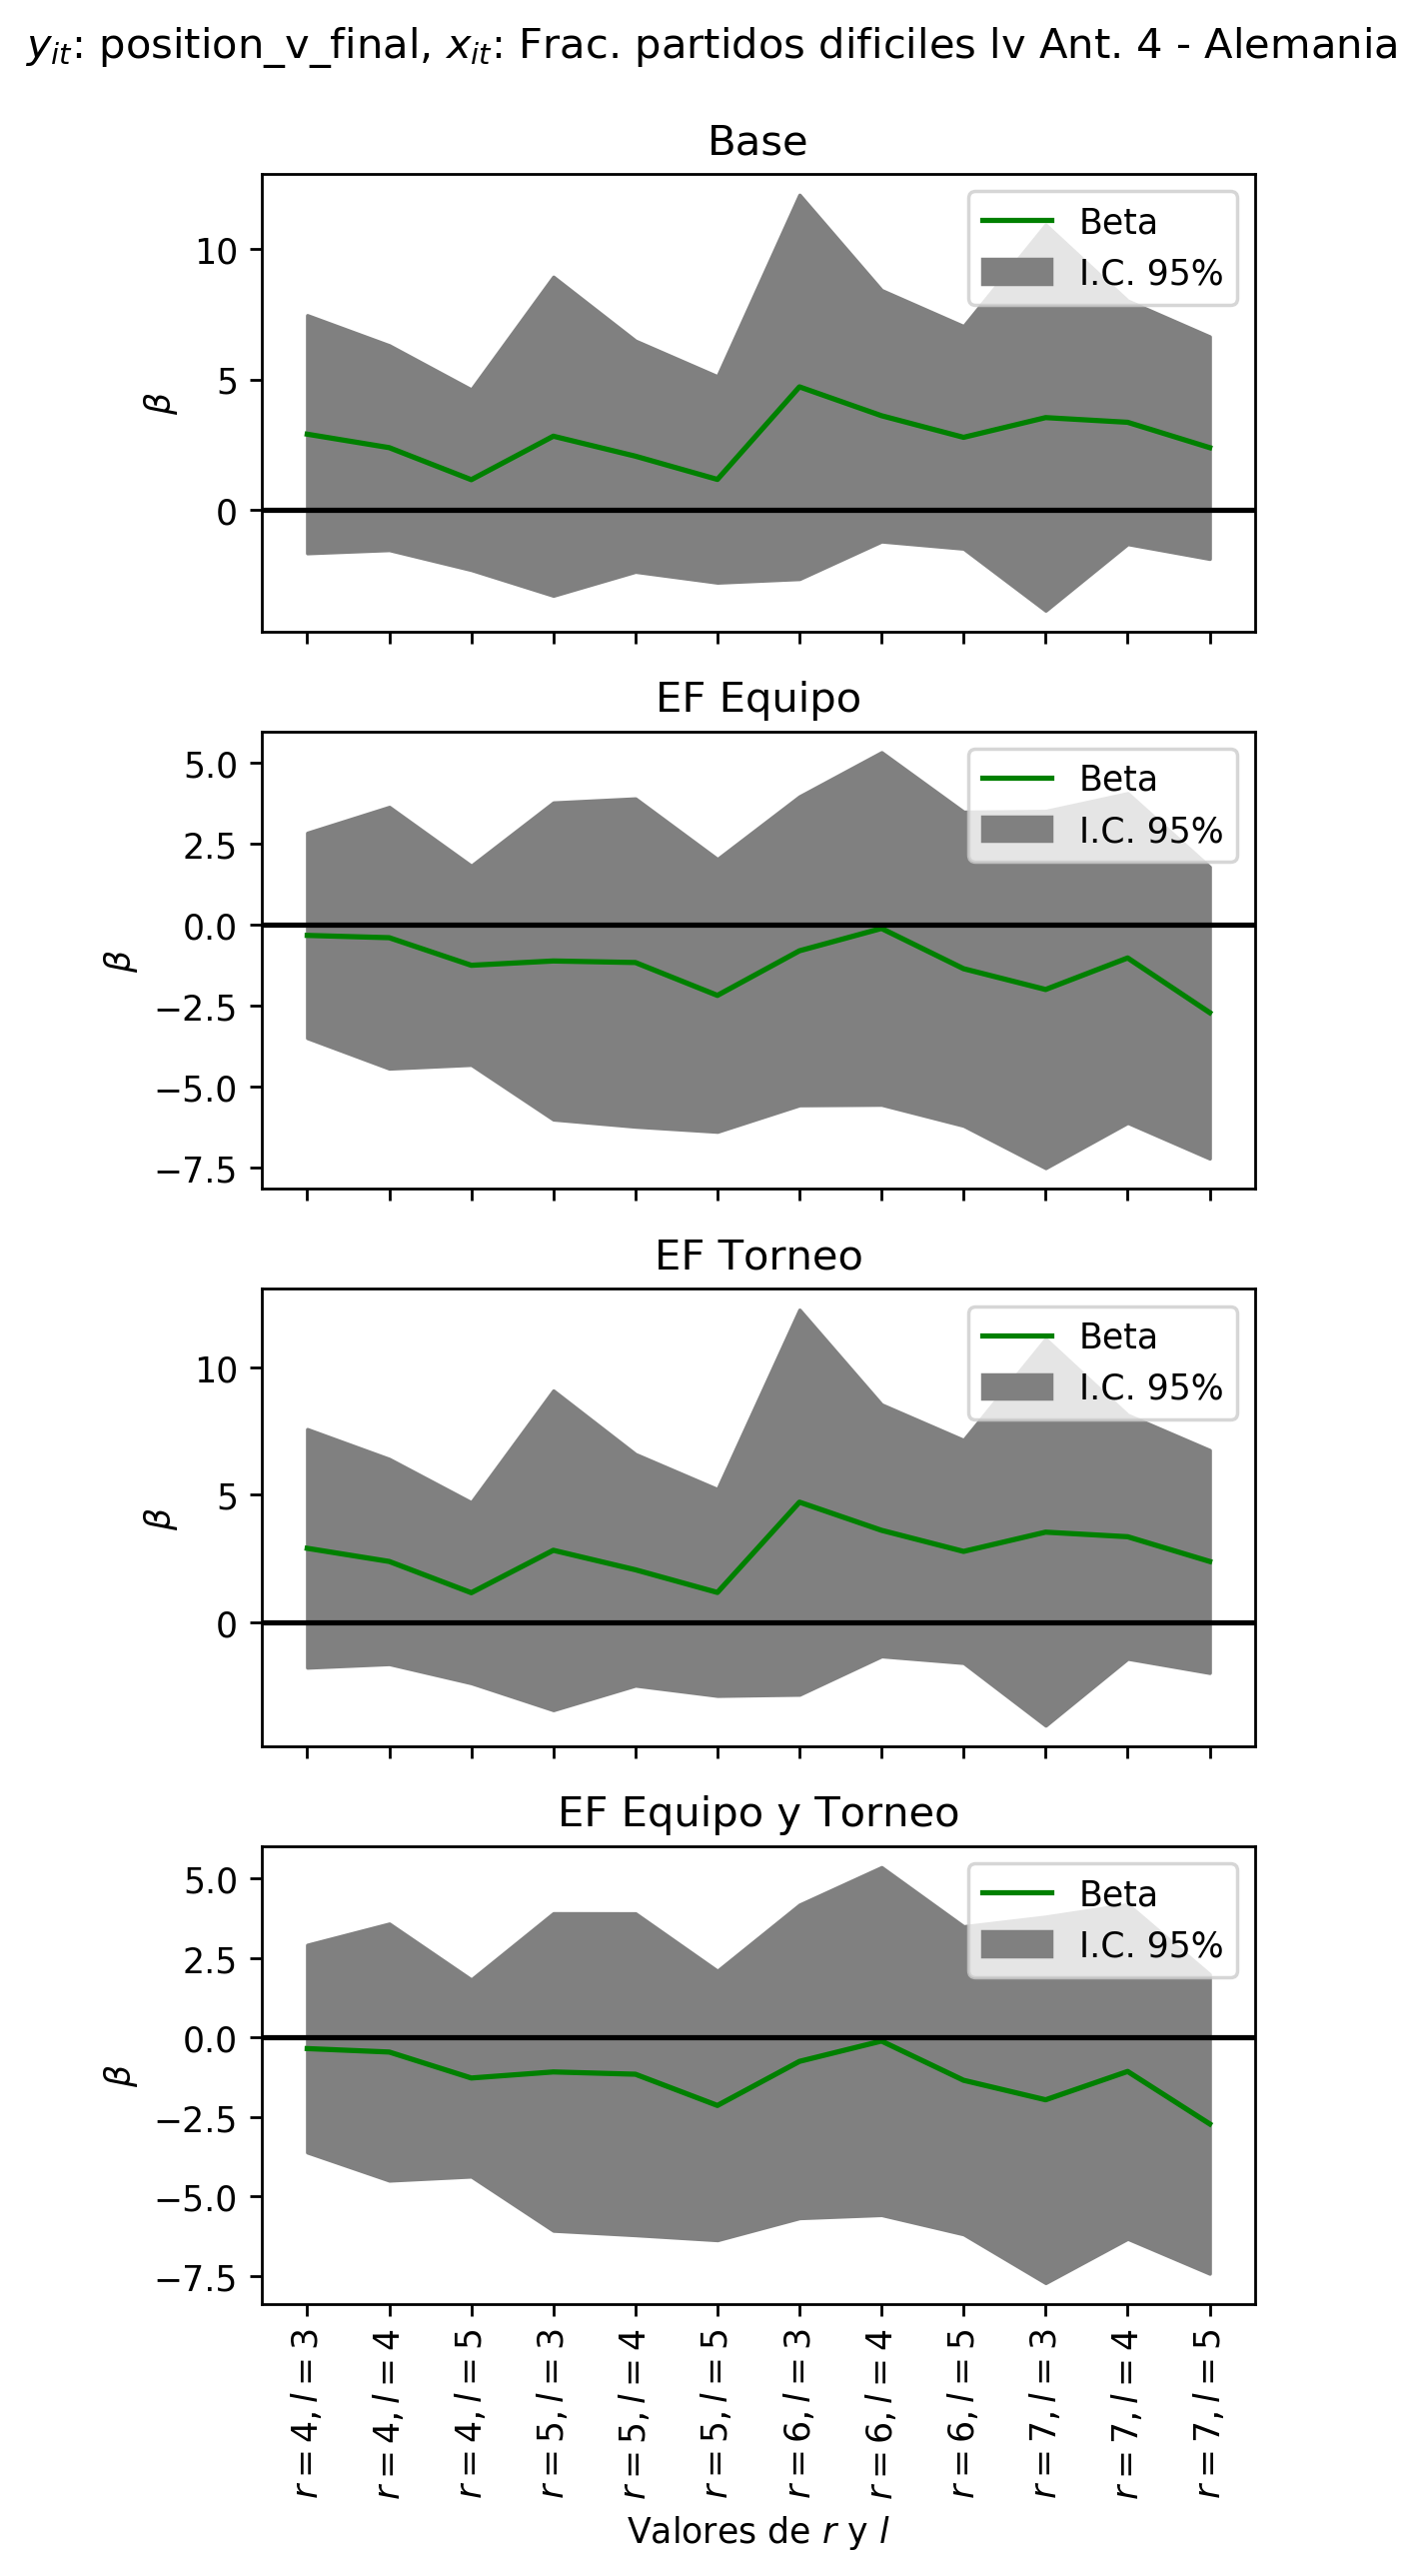 y_{it}: position_v_final, x_{it}: Frac. partidos dificiles lv Ant. 4 - Alemania
Base
Beta
I.C. 95%
10
5
0
β
EF Equipo
Beta
I.C. 95%
5.0
2.5
0.0
−2.5
−5.0
−7.5
β
EF Torneo
Beta
I.C. 95%
10
5
0
β
EF Equipo y Torneo
Beta
I.C. 95%
5.0
2.5
0.0
−2.5
−5.0
−7.5
β
r = 4, l = 3
r = 4, l = 4
r = 4, l = 5
r = 5, l = 3
r = 5, l = 4
r = 5, l = 5
r = 6, l = 3
r = 6, l = 4
r = 6, l = 5
r = 7, l = 3
r = 7, l = 4
r = 7, l = 5
Valores de r y l